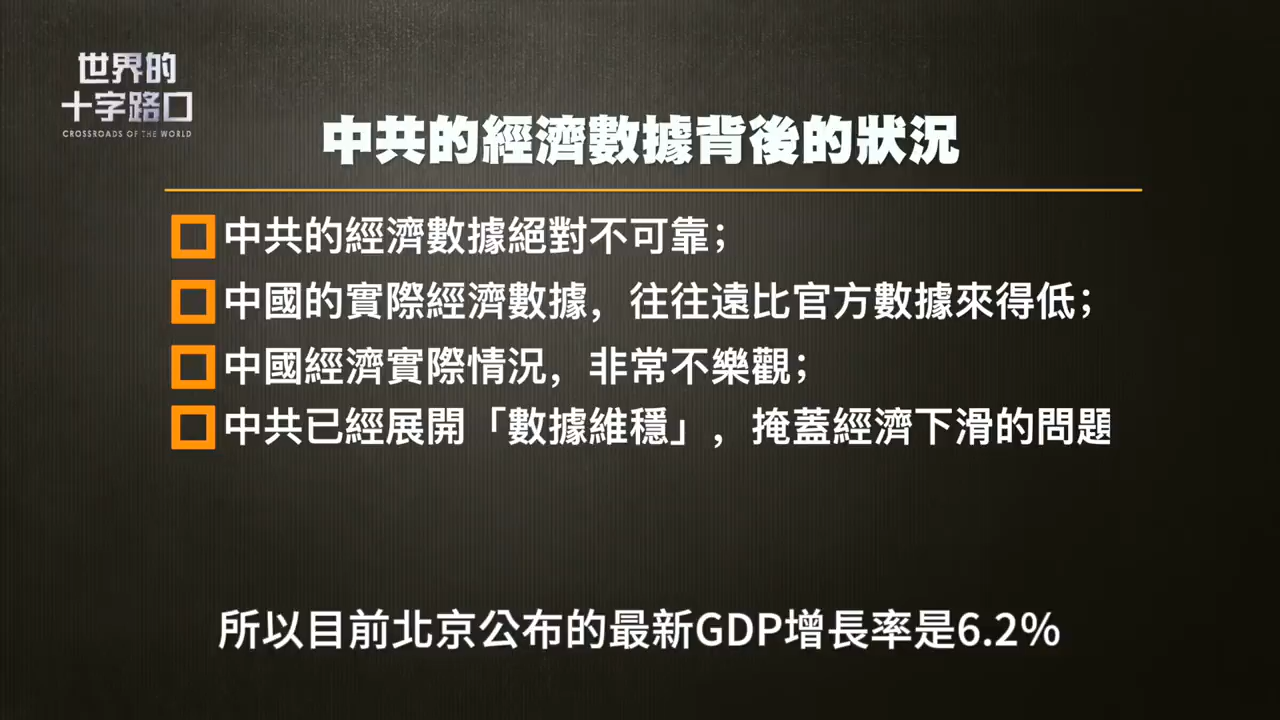 世界的
十字路口
CROSSROADS OF THE WORLD
中共的經濟數據背後的狀況
中共的經濟數據絕對不可靠；
中國的實際經濟數據，往往遠比官方數據來得低；
中國經濟實際情況，非常不樂觀；
中共已經展開「數據維穩」，掩蓋經濟下滑的問題
所以目前北京公布的最新GDP增長率是6.2%